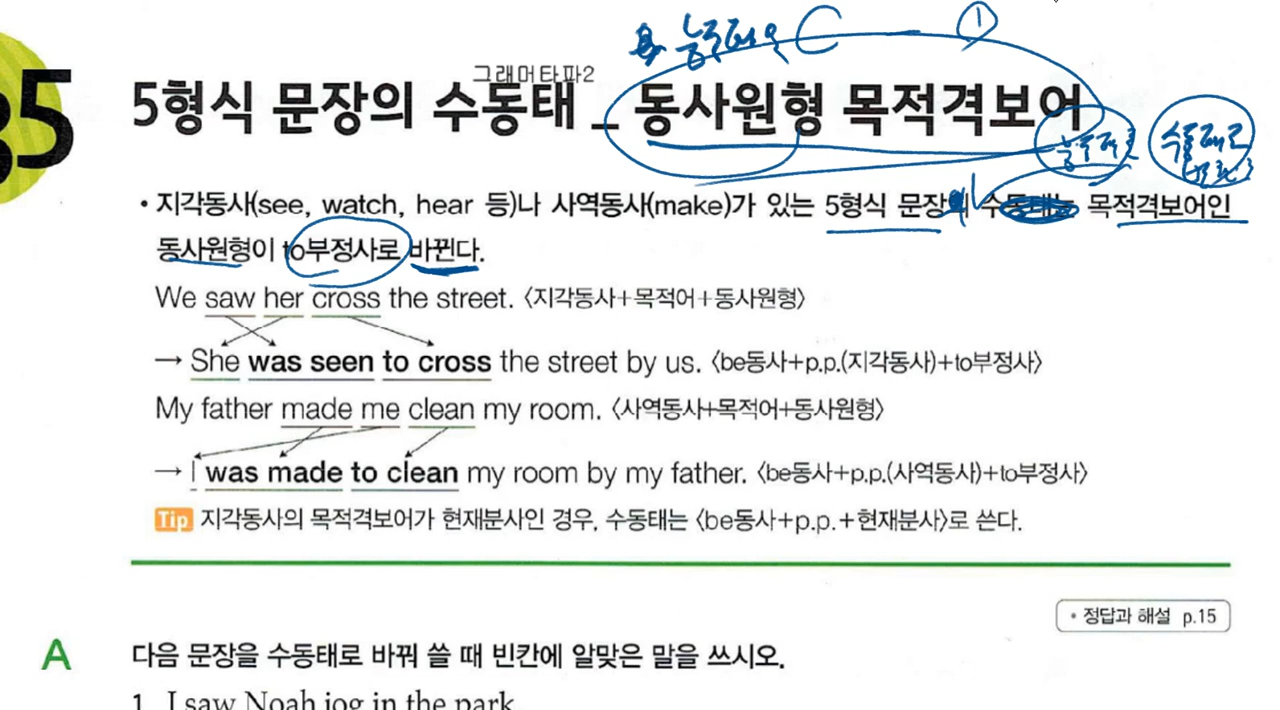 35
그래머타파2
5형식 문장의 수동태 _ 동사원형 목적격보어
• 지각동사(see, watch, hear 등)나 사역동사(make)가 있는 5형식 문장의 수동태는 목적격보어인
동사원형이 to부정사로 바뀐다.
We saw her cross the street. 〈지각동사+목적어+동사원형〉
→ She was seen to cross the street by us. 〈be동사+p.p.(지각동사)+to부정사〉
My father made me clean my room. 〈사역동사+목적어+동사원형〉
→ I was made to clean my room by my father. 〈be동사+p.p.(사역동사)+to부정사〉
Tip 지각동사의 목적격보어가 현재분사인 경우, 수동태는 〈be동사+p.p.+현재분사〉로 쓴다.
• 정답과 해설 p.15
A 다음 문장을 수동태로 바꿔 쓸 때 빈칸에 알맞은 말을 쓰시오.
1 I saw Noah jog in the park.